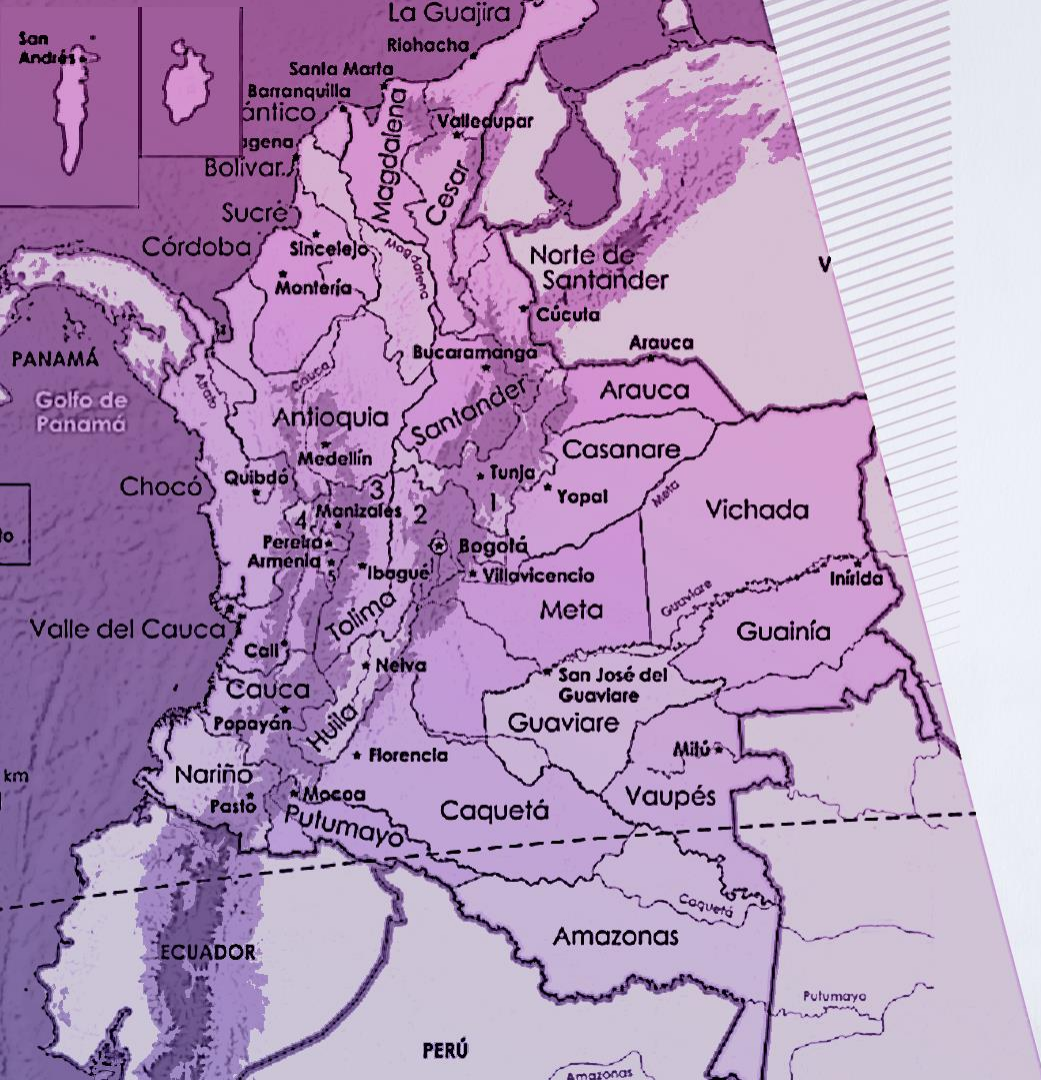 La Guajira
Riohacha
San
Andrés
Santa Marta
Barranquilla
ántico
Magdalena
Valledupar
agena
Bolívar
Cesar
Sucre
Córdoba
Sincelejo
Magdalena
Norte de
Santander
V
Montería
Cúcuta
PANAMÁ
Arauca
Bucaramanga
Golfo de
Panamá
Atrato
Cauca
Arauca
Antioquia
Santander
Casanare
Medellín
Chocó
Quibdó
Tunja
3
Yopal
Meta
Vichada
1
2
4
Manizales
Pereira
Bogotá
Armenia
Ibagué
5
Villavicencio
Inírida
Guaviare
Tolima
Meta
Valle del Cauca
Guainía
Cali
Neiva
San José del
Guaviare
Cauca
Popayán
Huila
Guaviare
Mitú
Florencia
km
Nariño
Mocoa
Pasto
Vaupés
Caquetá
Putumayo
Caquetá
Amazonas
ECUADOR
Putumayo
PERÚ
Amazonas